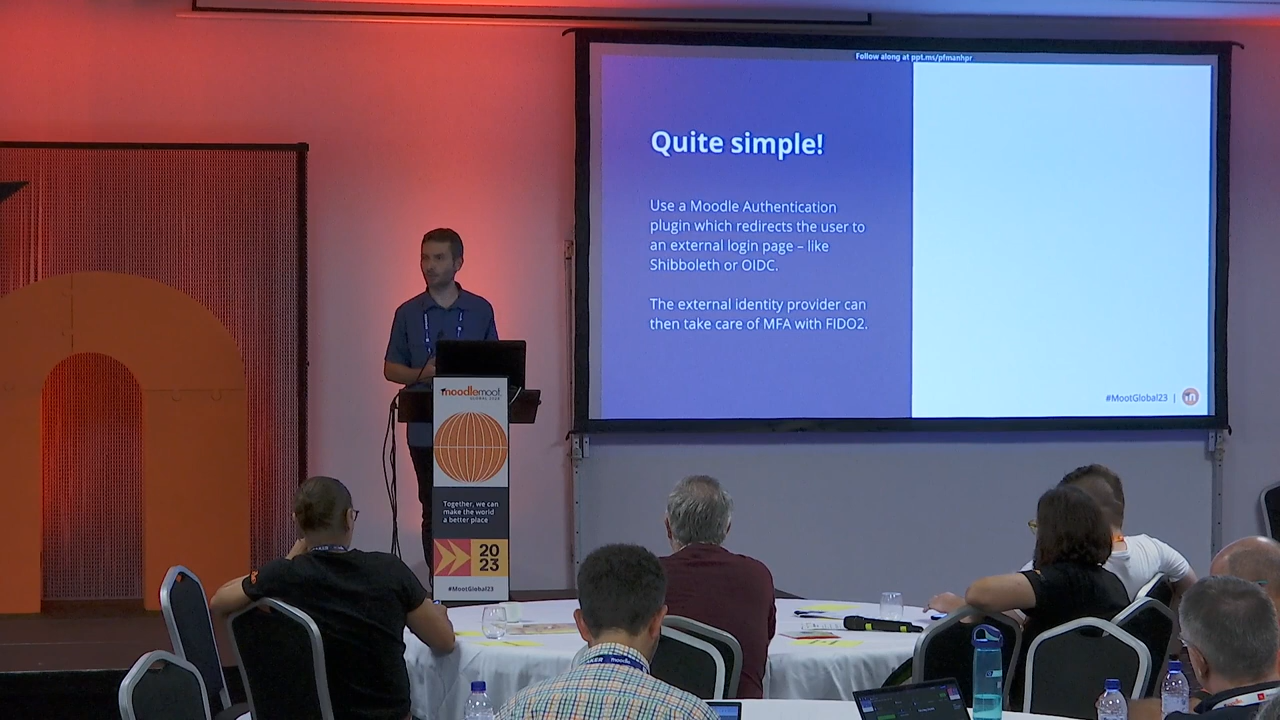 Follow along at ppt.ms/pfmanhpr
Quite simple!
Use a Moodle Authentication
plugin which redirects the user to
an external login page – like
Shibboleth or OIDC.
The external identity provider can
then take care of MFA with FIDO2.
#MootGlobal23 |
moodlemoot
Together, we can
make the world
a better place
20
23
#MootGlobal23
moodle